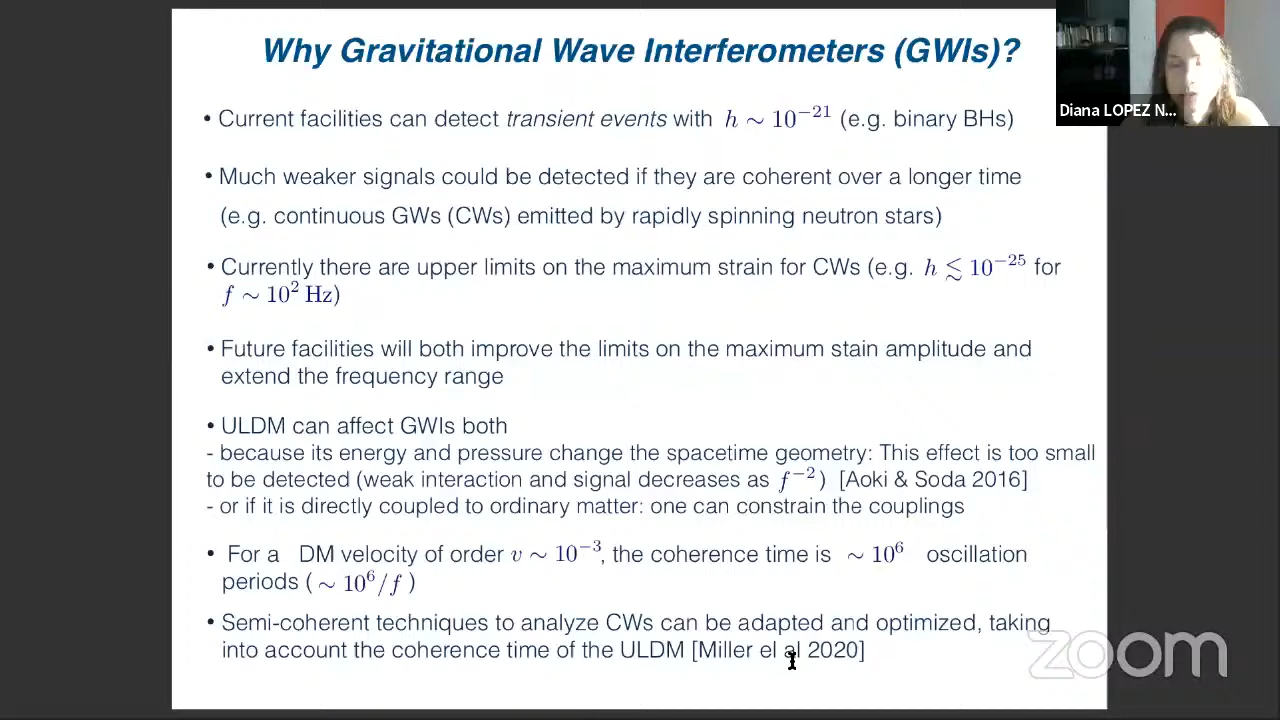 Why Gravitational Wave Interferometers (GWIs)?
Diana LOPEZ N...
• Current facilities can detect transient events with h ∼ 10⁻²¹ (e.g. binary BHs)
• Much weaker signals could be detected if they are coherent over a longer time
(e.g. continuous GWs (CWs) emitted by rapidly spinning neutron stars)
• Currently there are upper limits on the maximum strain for CWs (e.g. h ≲ 10⁻²⁵ for
f ∼ 10² Hz)
• Future facilities will both improve the limits on the maximum stain amplitude and
extend the frequency range
• ULDM can affect GWIs both
- because its energy and pressure change the spacetime geometry: This effect is too small
to be detected (weak interaction and signal decreases as f⁻² ) [Aoki & Soda 2016]
- or if it is directly coupled to ordinary matter: one can constrain the couplings
• For a DM velocity of order v ∼ 10⁻³, the coherence time is ∼ 10⁶ oscillation
periods ( ∼ 10⁶/f )
• Semi-coherent techniques to analyze CWs can be adapted and optimized, taking
into account the coherence time of the ULDM [Miller el al 2020]
zoom